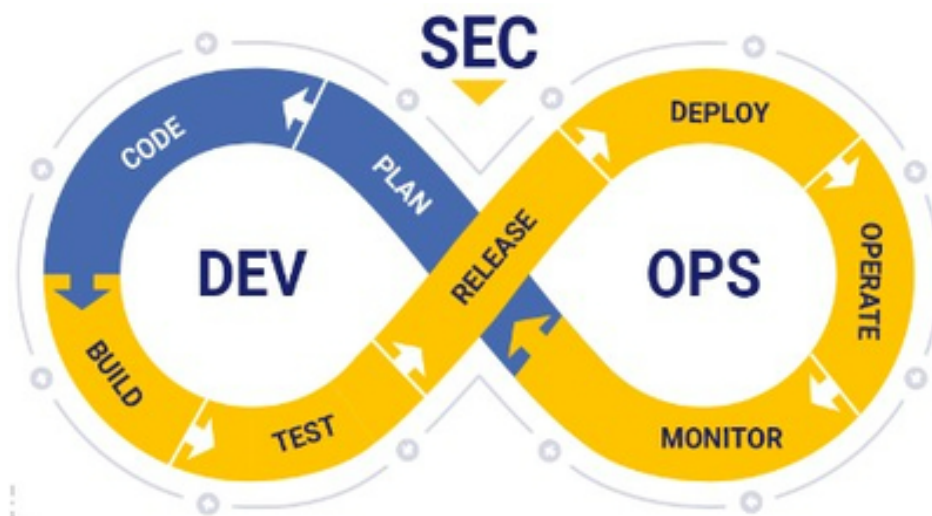 SEC
DEPLOY
CODE
PLAN
RELEASE
OPERATE
DEV
OPS
BUILD
TEST
MONITOR